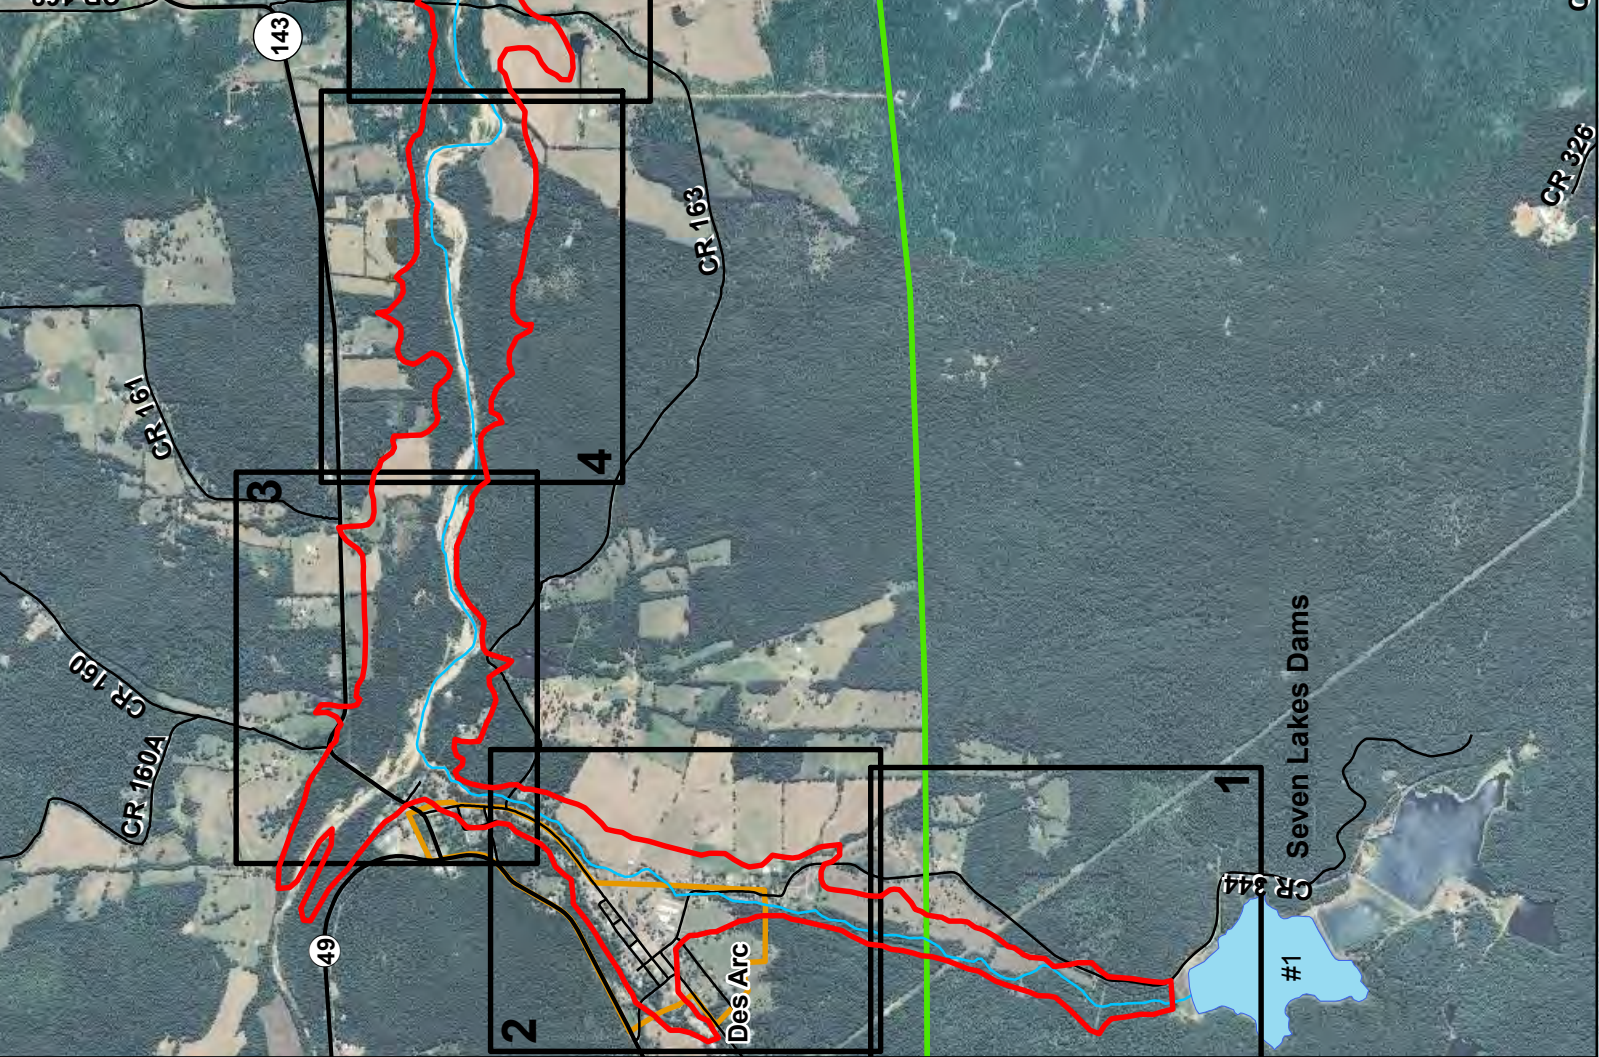 143
CR 326
CR 163
CR 161
4
3
CR 160
CR 160A
1
Seven Lakes Dams
CR 344
49
#1
Des Arc
2